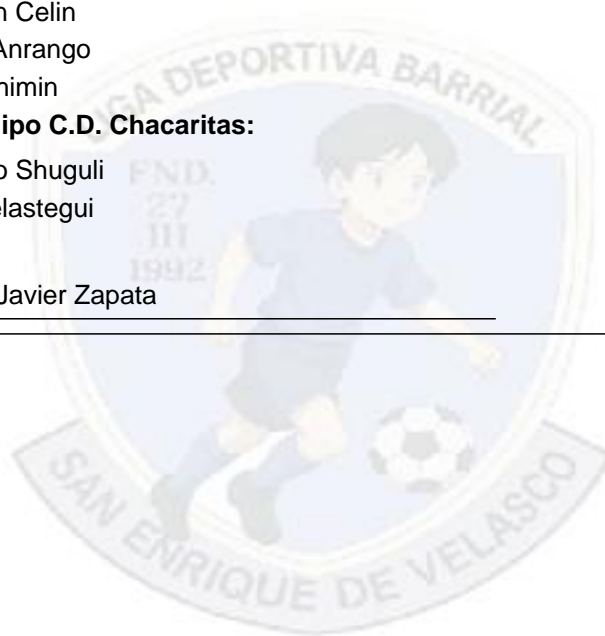 n Celin
Anrango
himin
ipo C.D. Chacaritas:
o Shuguli
elastegui
Javier Zapata
LIGA DEPORTIVA BARRIAL
FND.
27
III
1992
SAN ENRIQUE DE VELASCO